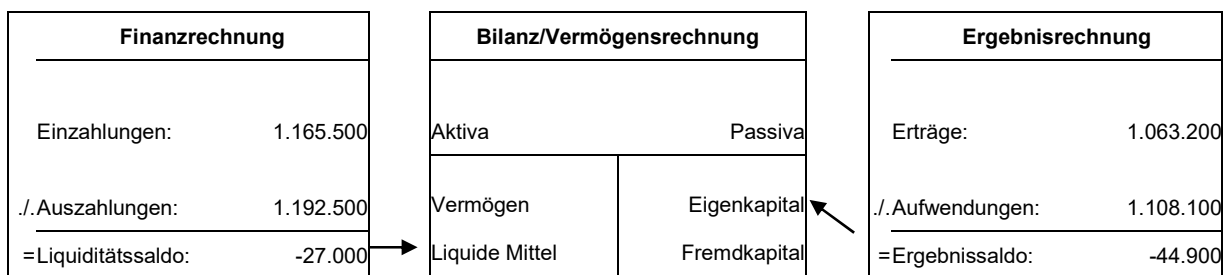 Finanzrechnung
Einzahlungen: 1.165.500
./.Auszahlungen: 1.192.500
=Liquiditätssaldo: -27.000
Bilanz/Vermögensrechnung
Aktiva Passiva
Vermögen Eigenkapital
Liquide Mittel Fremdkapital
Ergebnisrechnung
Erträge: 1.063.200
./.Aufwendungen: 1.108.100
=Ergebnissaldo: -44.900